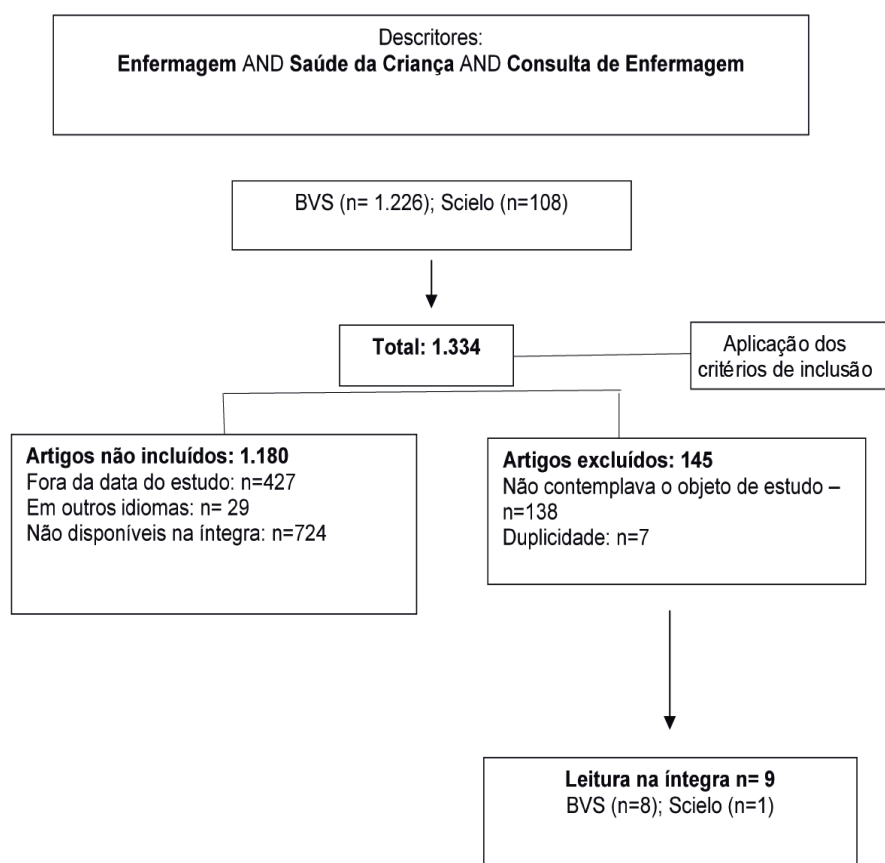 Descritores:
Enfermagem AND Saúde da Criança AND Consulta de Enfermagem
BVS (n= 1.226); Scielo (n=108)
Total: 1.334
Aplicação dos
critérios de inclusão
Artigos não incluídos: 1.180
Fora da data do estudo: n=427
Em outros idiomas: n= 29
Não disponíveis na íntegra: n=724
Artigos excluídos: 145
Não contemplava o objeto de estudo –
n=138
Duplicidade: n=7
Leitura na íntegra n= 9
BVS (n=8); Scielo (n=1)